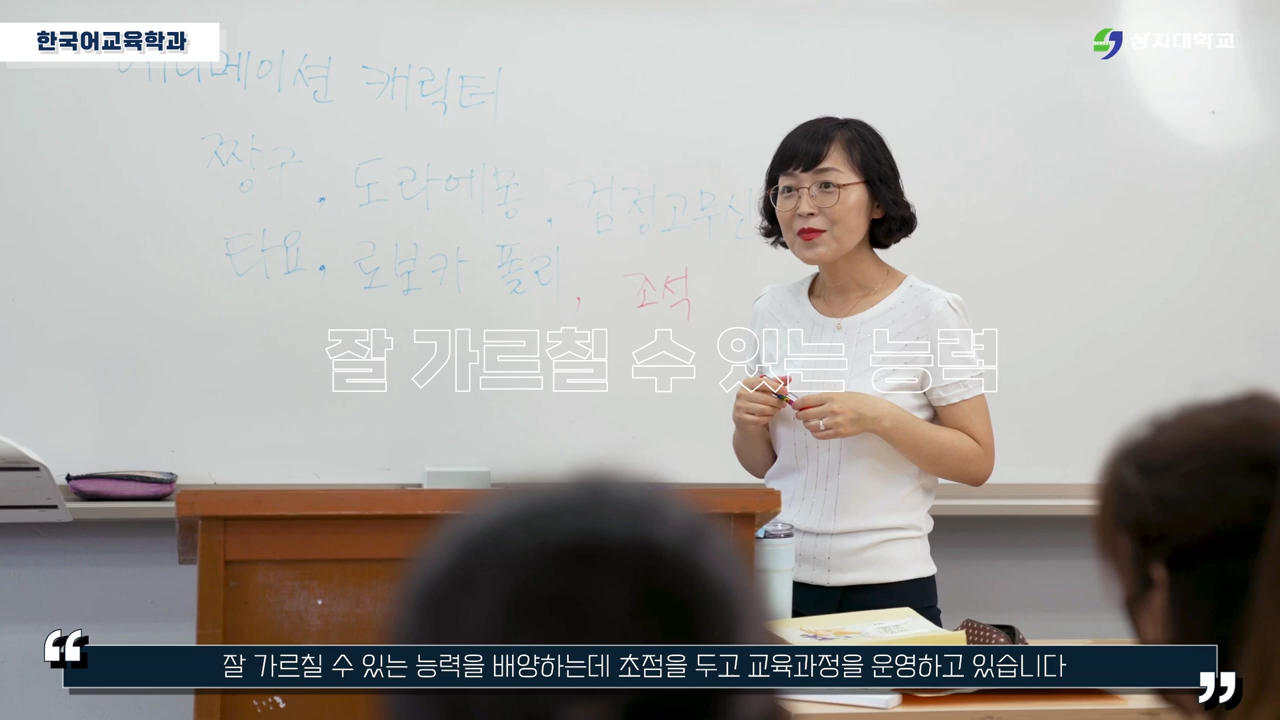 한국어교육학과
상지대학교
애니메이션 캐릭터
짱구, 도라에몽, 검정고무신
타요, 로보카 폴리, 조석
잘 가르칠 수 있는 능력
잘 가르칠 수 있는 능력을 배양하는데 초점을 두고 교육과정을 운영하고 있습니다